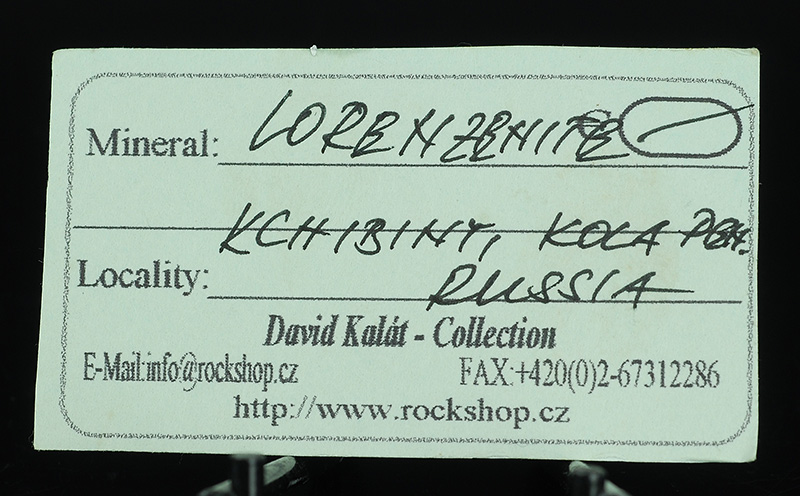 Mineral: LORENZENITE
KCHIBINY, KOLA PEN.
Locality: RUSSIA
David Kalát - Collection
E-Mail:info@rockshop.cz FAX:+420(0)2-67312286
http://www.rockshop.cz